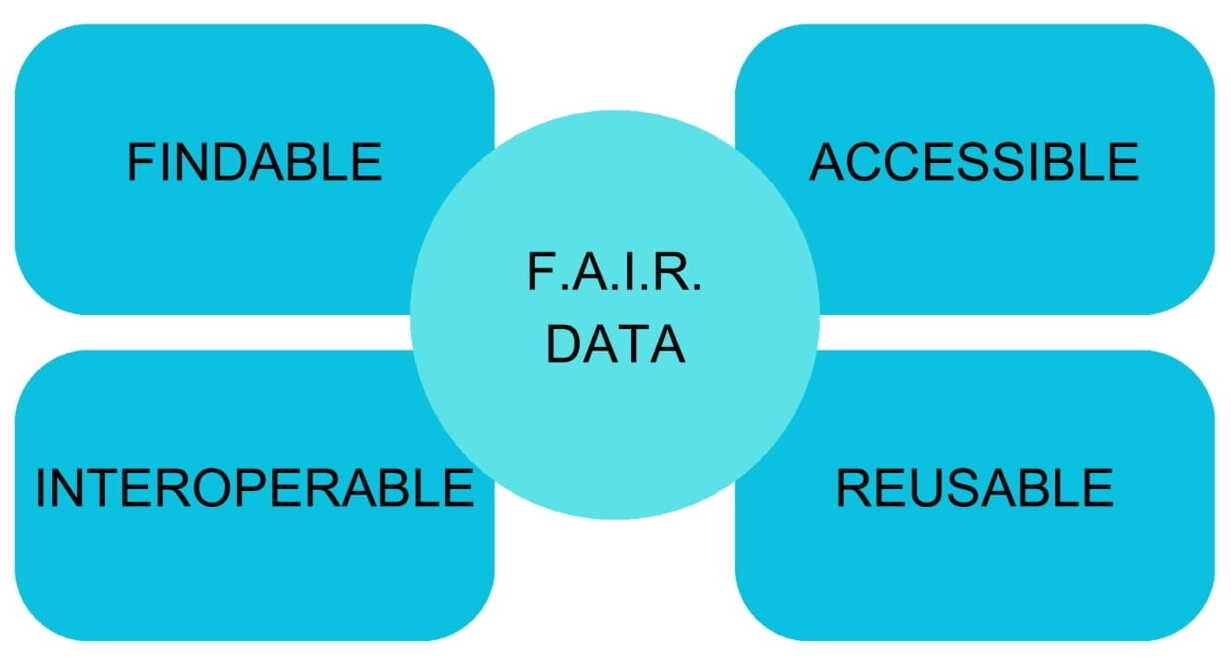 FINDABLE
ACCESSIBLE
F.A.I.R.
DATA
INTEROPERABLE
REUSABLE